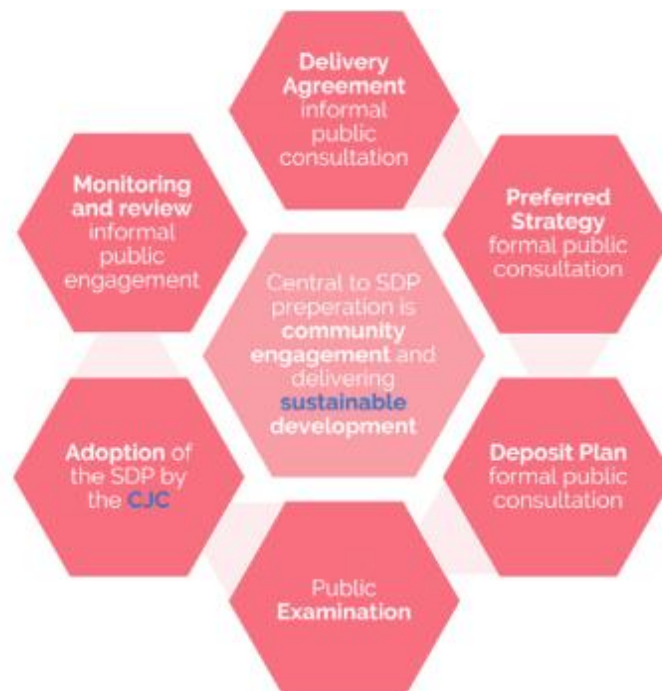 Delivery
Agreement
informal
public
consultation
Preferred
Strategy
formal public
consultation
Deposit Plan
formal public
consultation
Public
Examination
Adoption of
the SDP by
the CJC
Monitoring
and review
informal
public
engagement
Central to SDP
preperation is
community
engagement and
delivering
sustainable
development